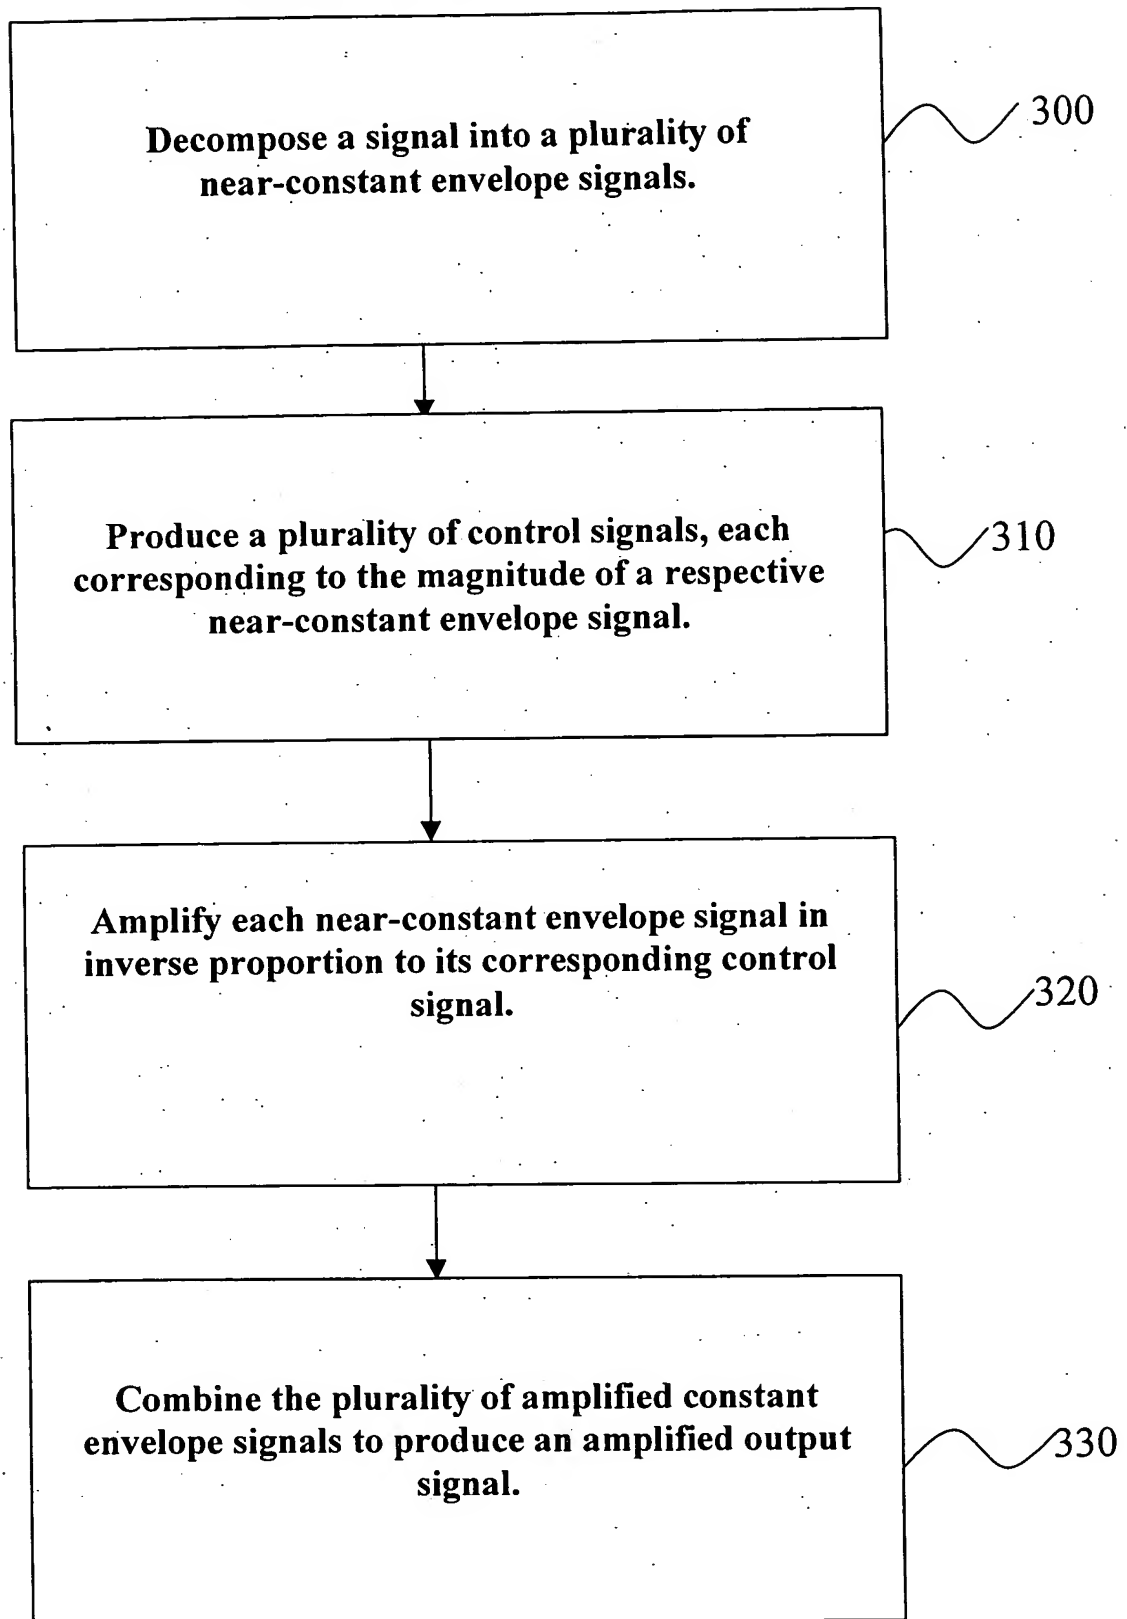 Decompose a signal into a plurality of
near-constant envelope signals.
300
Produce a plurality of control signals, each
corresponding to the magnitude of a respective
near-constant envelope signal.
310
Amplify each near-constant envelope signal in
inverse proportion to its corresponding control
signal.
320
Combine the plurality of amplified constant
envelope signals to produce an amplified output
signal.
330